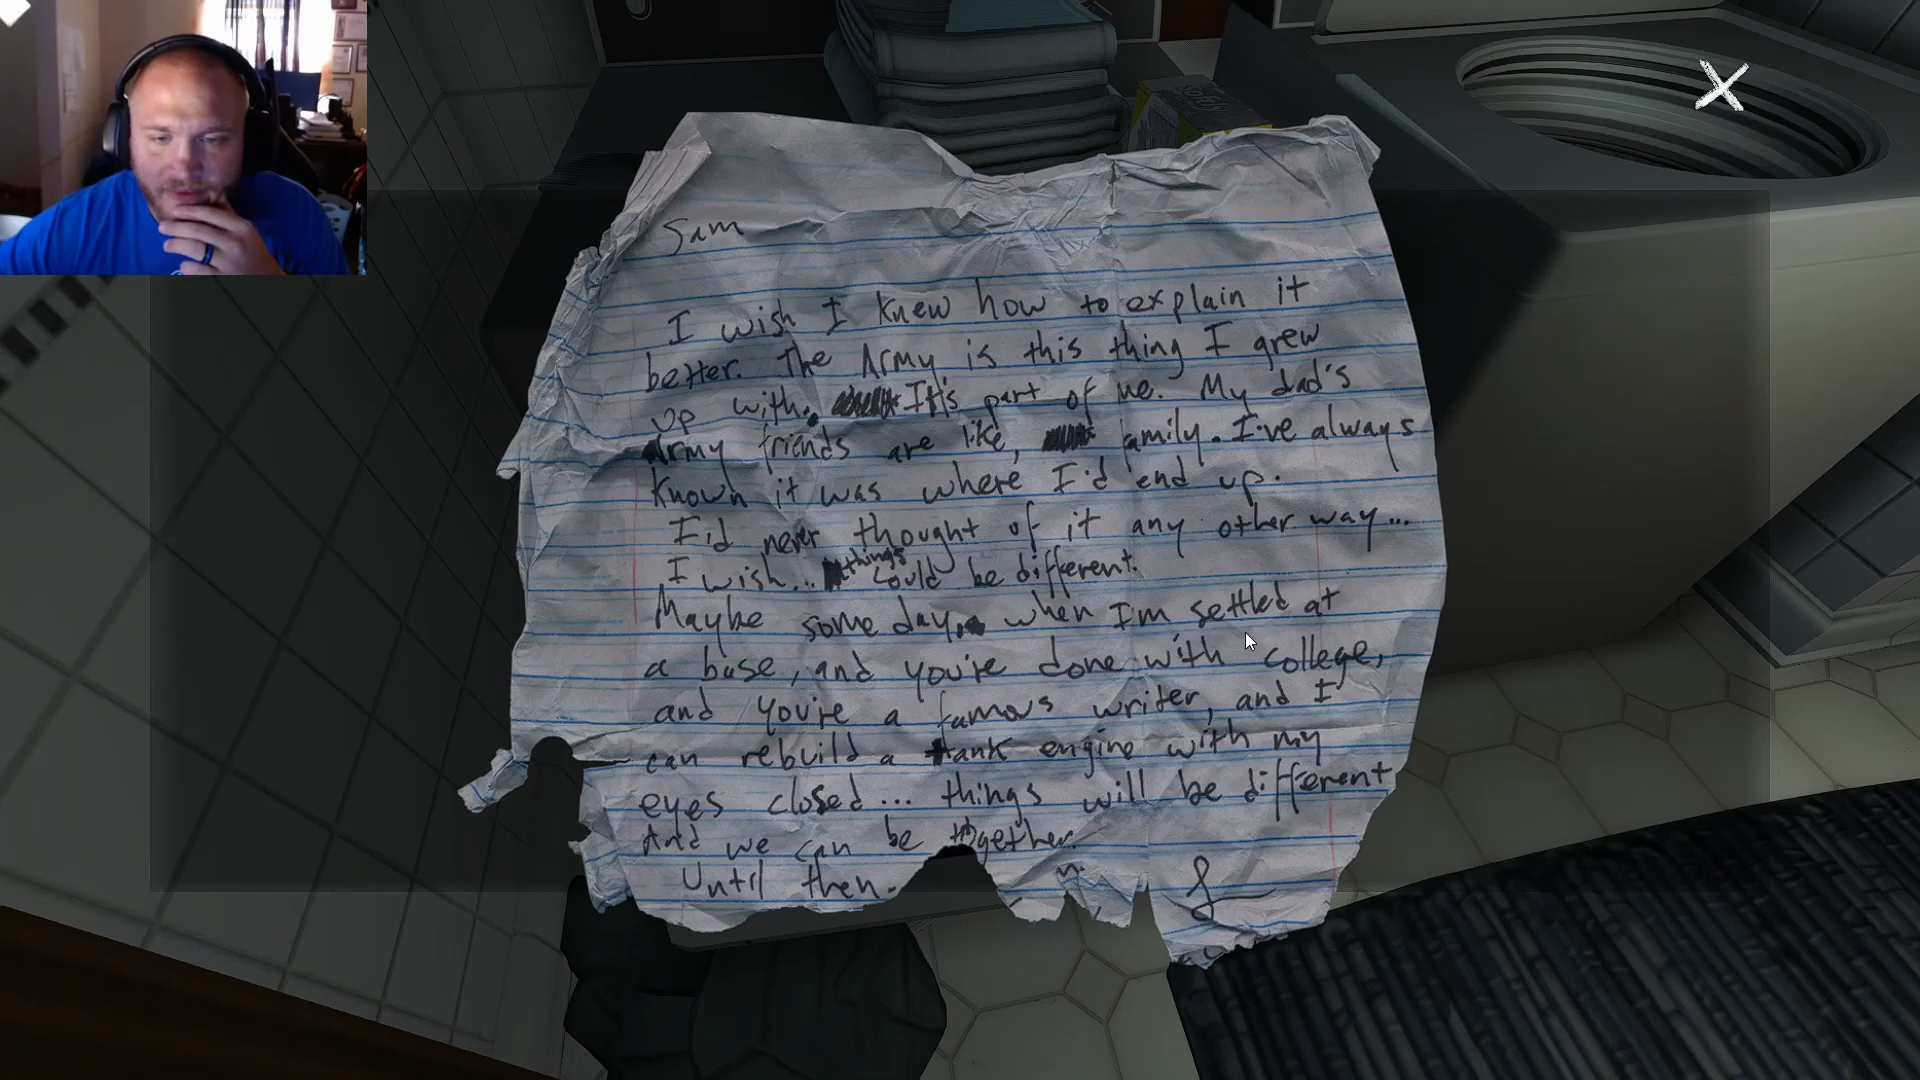 Sam
I wish I knew how to explain it
better. The Army is this thing I grew
up with. It's part of me. My dad's
Army friends are like, family. I've always
known it was where I'd end up.
I'd never thought of it any other way...
I wish... things could be different.
Maybe some day, when I'm settled at
a base, and you're done with college,
and you're a famous writer, and I
can rebuild a tank engine with my
eyes closed... things will be different
And we can be together.
Until then.